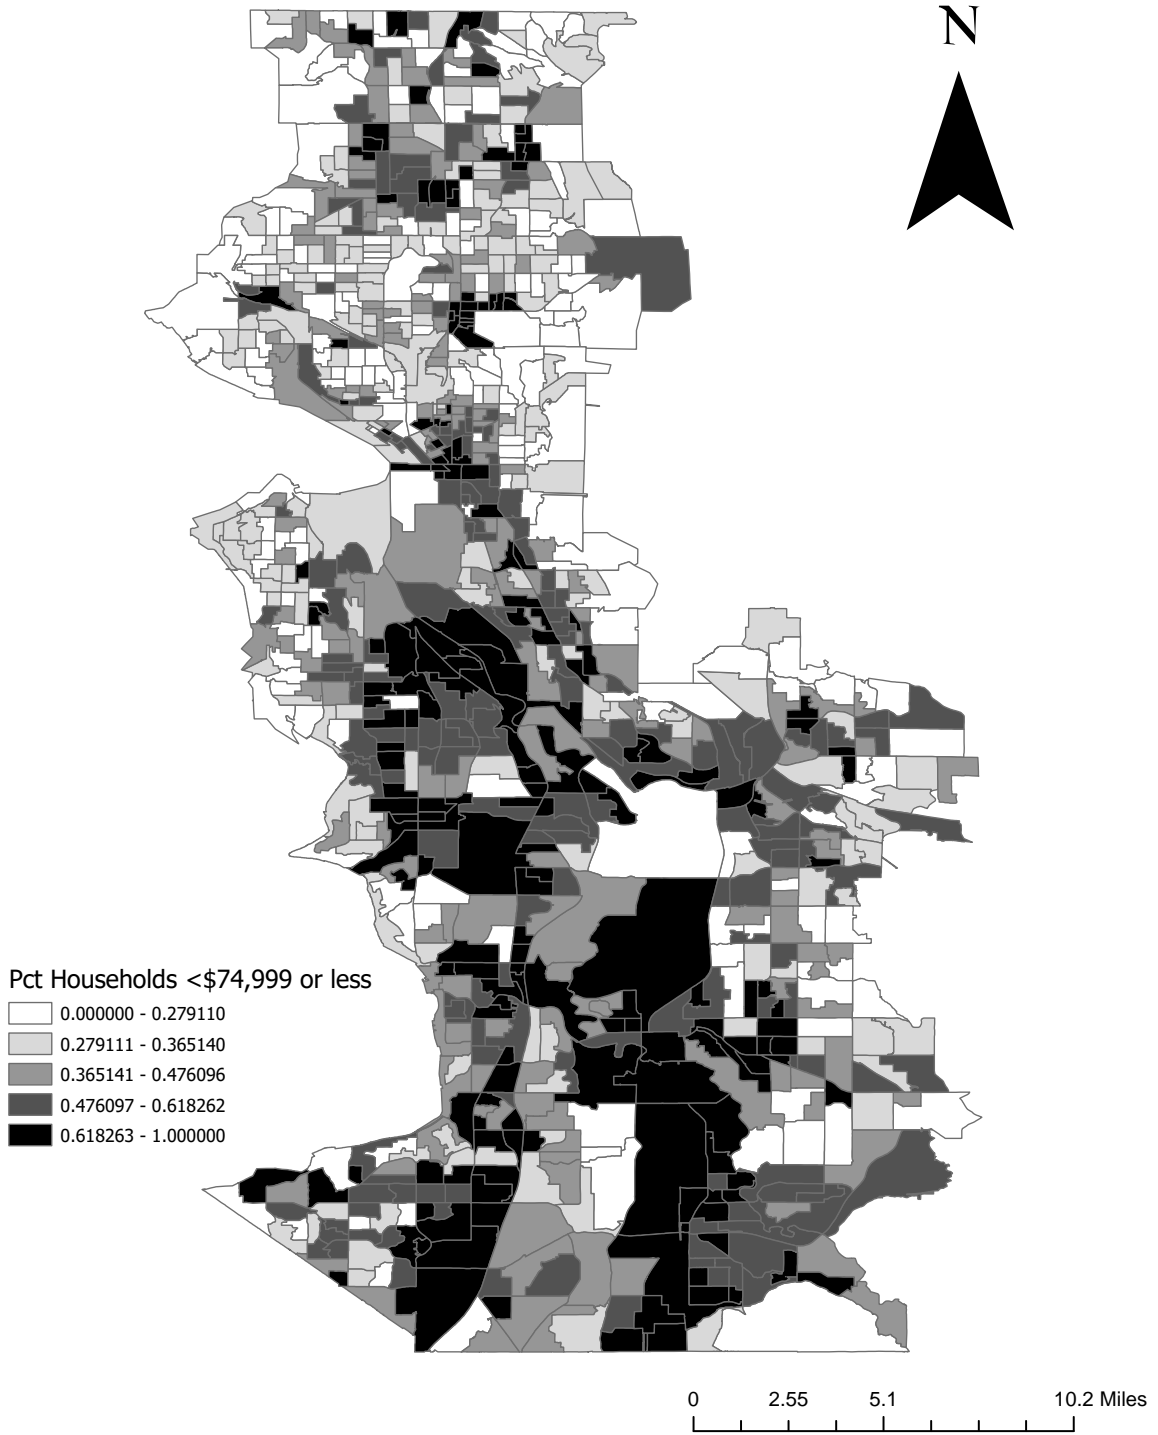 N
Pct Households <$74,999 or less
0.000000 - 0.279110
0.279111 - 0.365140
0.365141 - 0.476096
0.476097 - 0.618262
0.618263 - 1.000000
0 2.55 5.1 10.2 Miles